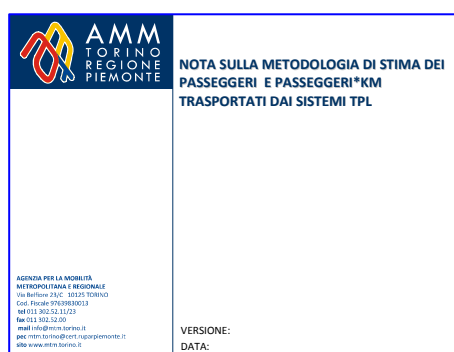 AMM
TORINO
REGIONE
PIEMONTE
NOTA SULLA METODOLOGIA DI STIMA DEI
PASSEGGERI E PASSEGGERI*KM
TRASPORTATI DAI SISTEMI TPL
AGENZIA PER LA MOBILITÀ
METROPOLITANA E REGIONALE
Via Belfiore 23/C 10125 TORINO
Cod. Fiscale 97639830013
tel 011 302.52.11/23
fax 011 302.52.00
mail info@mtm.torino.it
pec mtm.torino@cert.ruparpiemonte.it
sito www.mtm.torino.it
VERSIONE:
DATA: